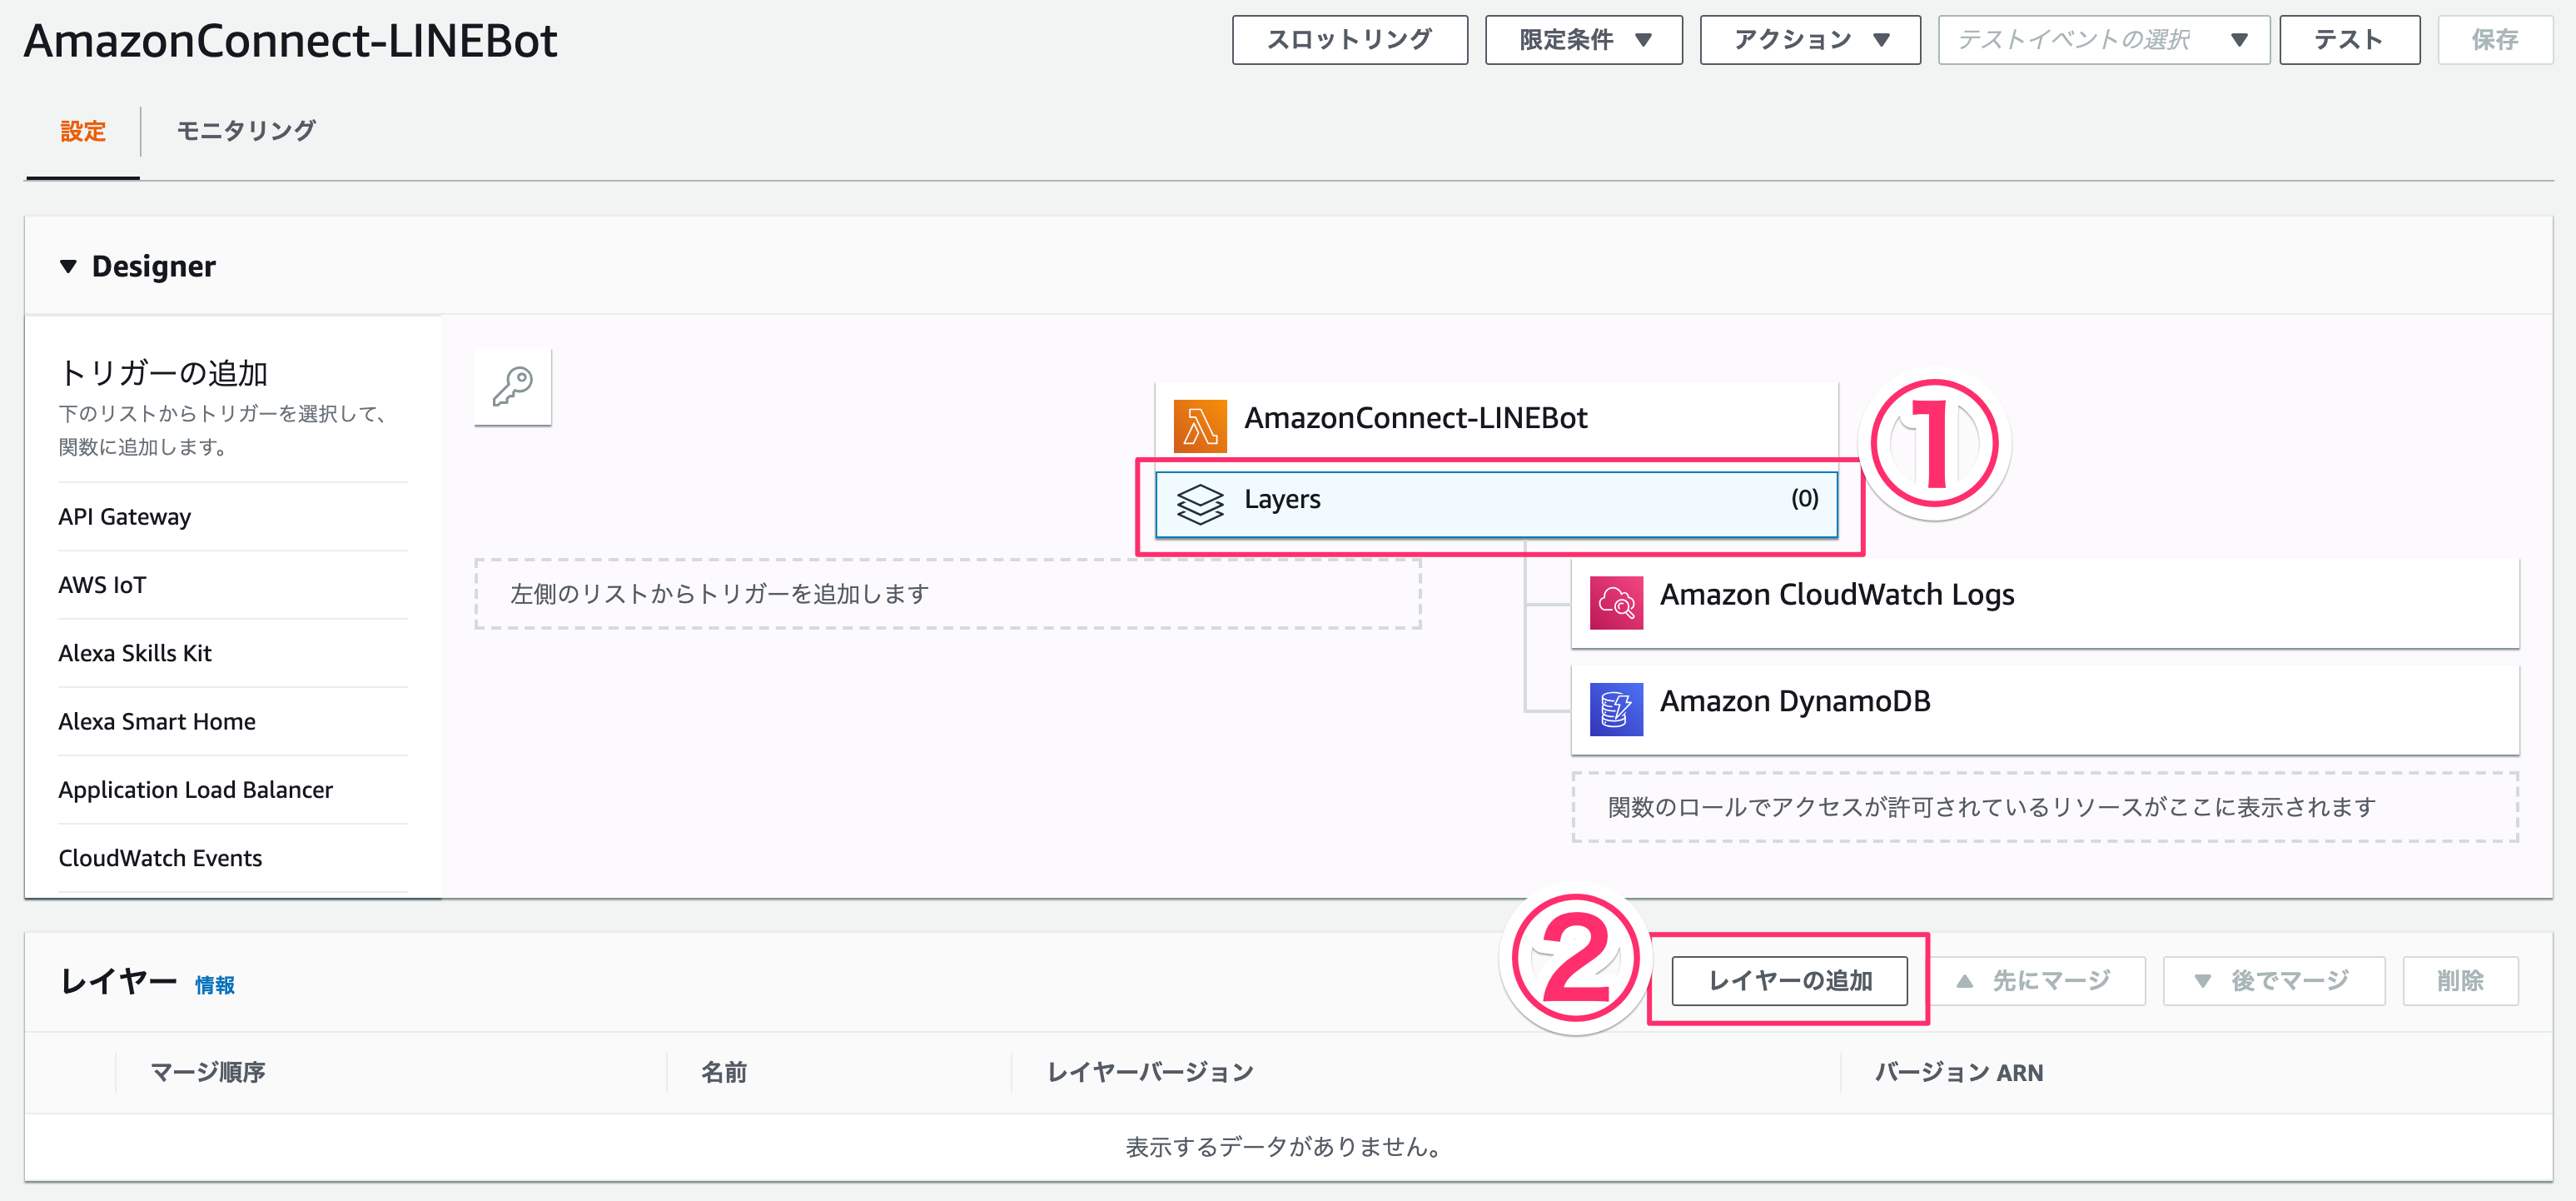 AmazonConnect-LINEBot
スロットリング
限定条件 ▼
アクション ▼
テストイベントの選択 ▼
テスト
保存
設定
モニタリング
▼ Designer
トリガーの追加
下のリストからトリガーを選択して、
関数に追加します。
API Gateway
AWS IoT
Alexa Skills Kit
Alexa Smart Home
Application Load Balancer
CloudWatch Events
AmazonConnect-LINEBot
①
Layers (0)
左側のリストからトリガーを追加します
Amazon CloudWatch Logs
Amazon DynamoDB
関数のロールでアクセスが許可されているリソースがここに表示されます
レイヤー 情報
②
レイヤーの追加
▲ 先にマージ
▼ 後でマージ
削除
マージ順序
名前
レイヤーバージョン
バージョン ARN
表示するデータがありません。